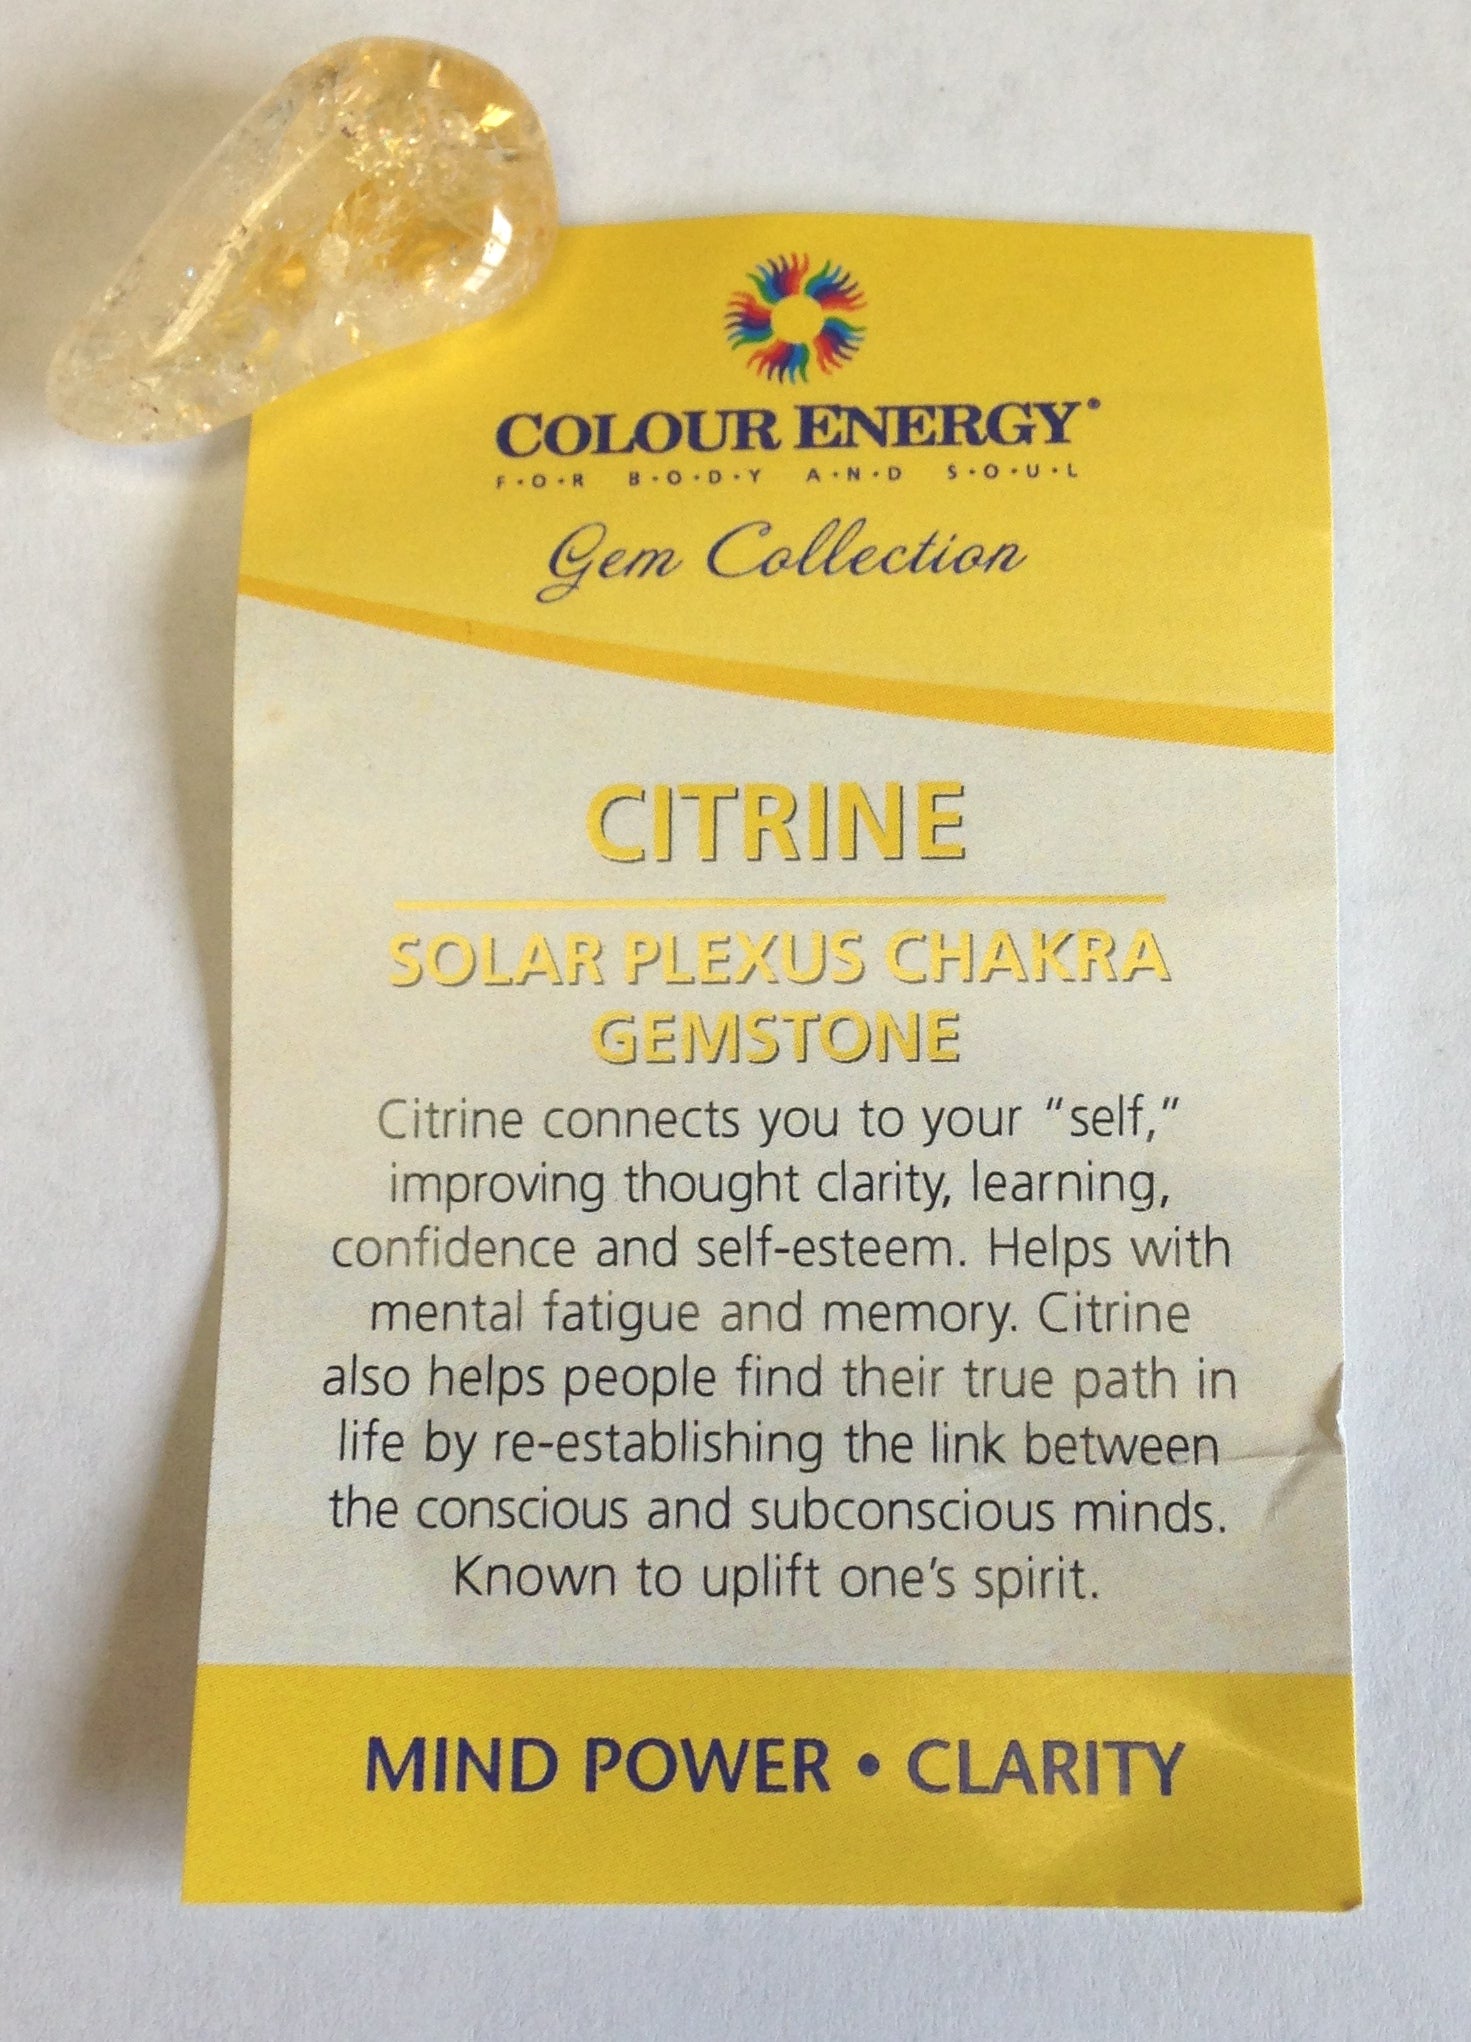 COLOUR ENERGY®
F·O·R B·O·D·Y A·N·D S·O·U·L
Gem Collection
CITRINE
SOLAR PLEXUS CHAKRA
GEMSTONE
Citrine connects you to your “self,”
improving thought clarity, learning,
confidence and self-esteem. Helps with
mental fatigue and memory. Citrine
also helps people find their true path in
life by re-establishing the link between
the conscious and subconscious minds.
Known to uplift one’s spirit.
MIND POWER • CLARITY